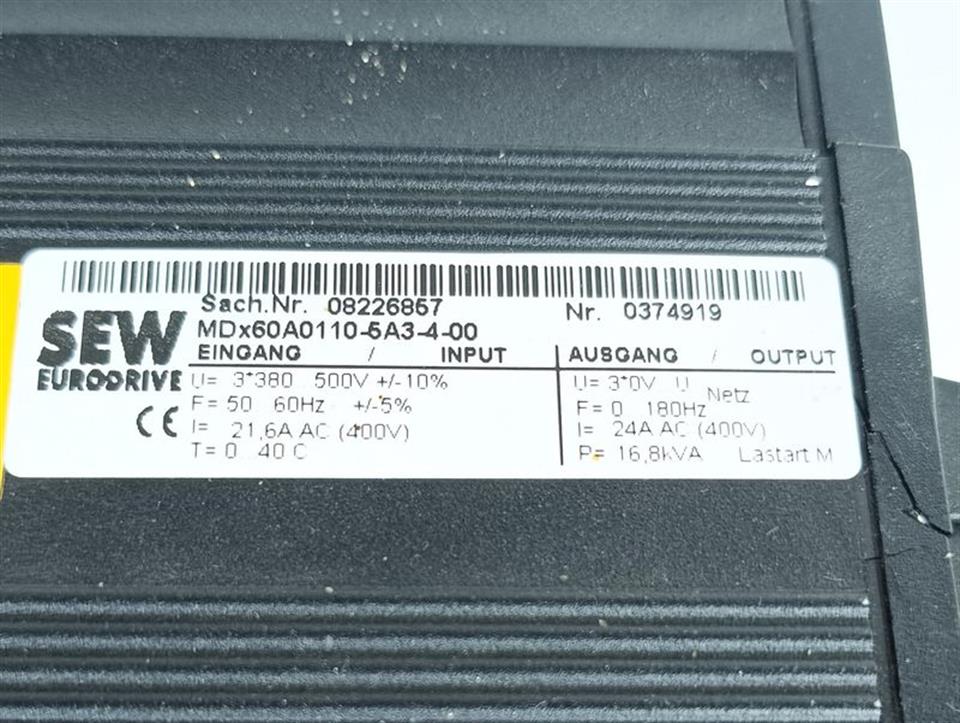 Sach.Nr. 08226857 Nr. 0374919
MDx60A0110-5A3-4-00
SEW
EURODRIVE
CE
EINGANG / INPUT
U= 3*380...500V +/-10%
F= 50...60Hz +/-5%
I= 21,6A AC (400V)
T= 0...40 C
AUSGANG / OUTPUT
U= 3*0V...U Netz
F= 0...180Hz
I= 24A AC (400V)
P= 16,8kVA Lastart M